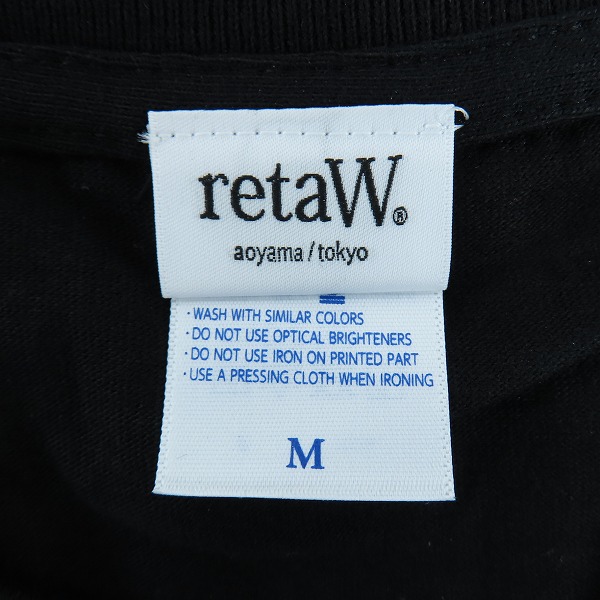 retaW.®
aoyama / tokyo
・WASH WITH SIMILAR COLORS
・DO NOT USE OPTICAL BRIGHTENERS
・DO NOT USE IRON ON PRINTED PART
・USE A PRESSING CLOTH WHEN IRONING
M